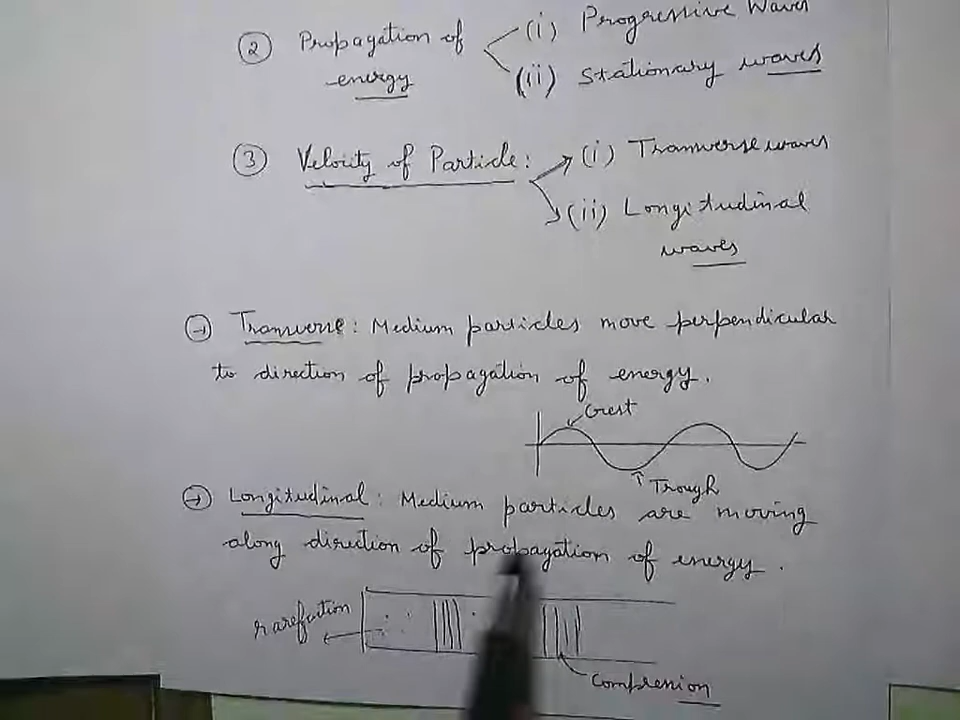 ② Propagation of energy
(i) Progressive Waves
(ii) Stationary waves
③ Velocity of Particle:
(i) Tranverse waves
(ii) Longitudinal
waves
→ Tranverse: Medium particles move perpendicular
to direction of propagation of energy.
Crest
Trough
→ Longitudinal: Medium particles are moving
along direction of propagation of energy.
rarefaction
Compression